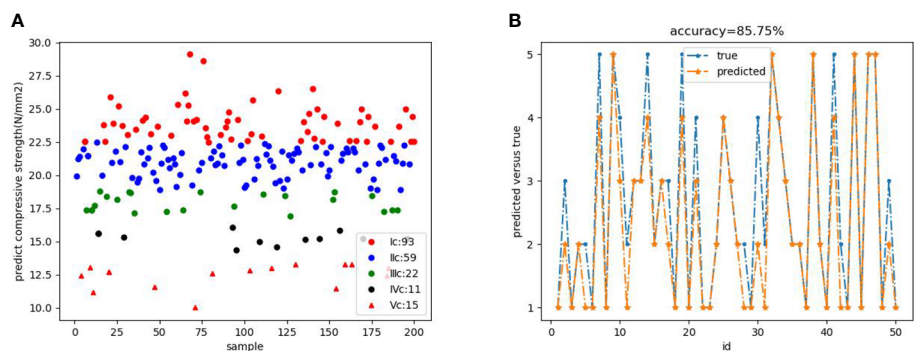 A
30.0
27.5
25.0
22.5
20.0
17.5
15.0
12.5
10.0
predict compressive strength(N/mm2)
0 25 50 75 100 125 150 175 200
sample
Ic:93
IIc:59
IIIc:22
IVc:11
Vc:15
B
accuracy=85.75%
5
4
3
2
1
predicted versus true
0 10 20 30 40 50
id
true
predicted